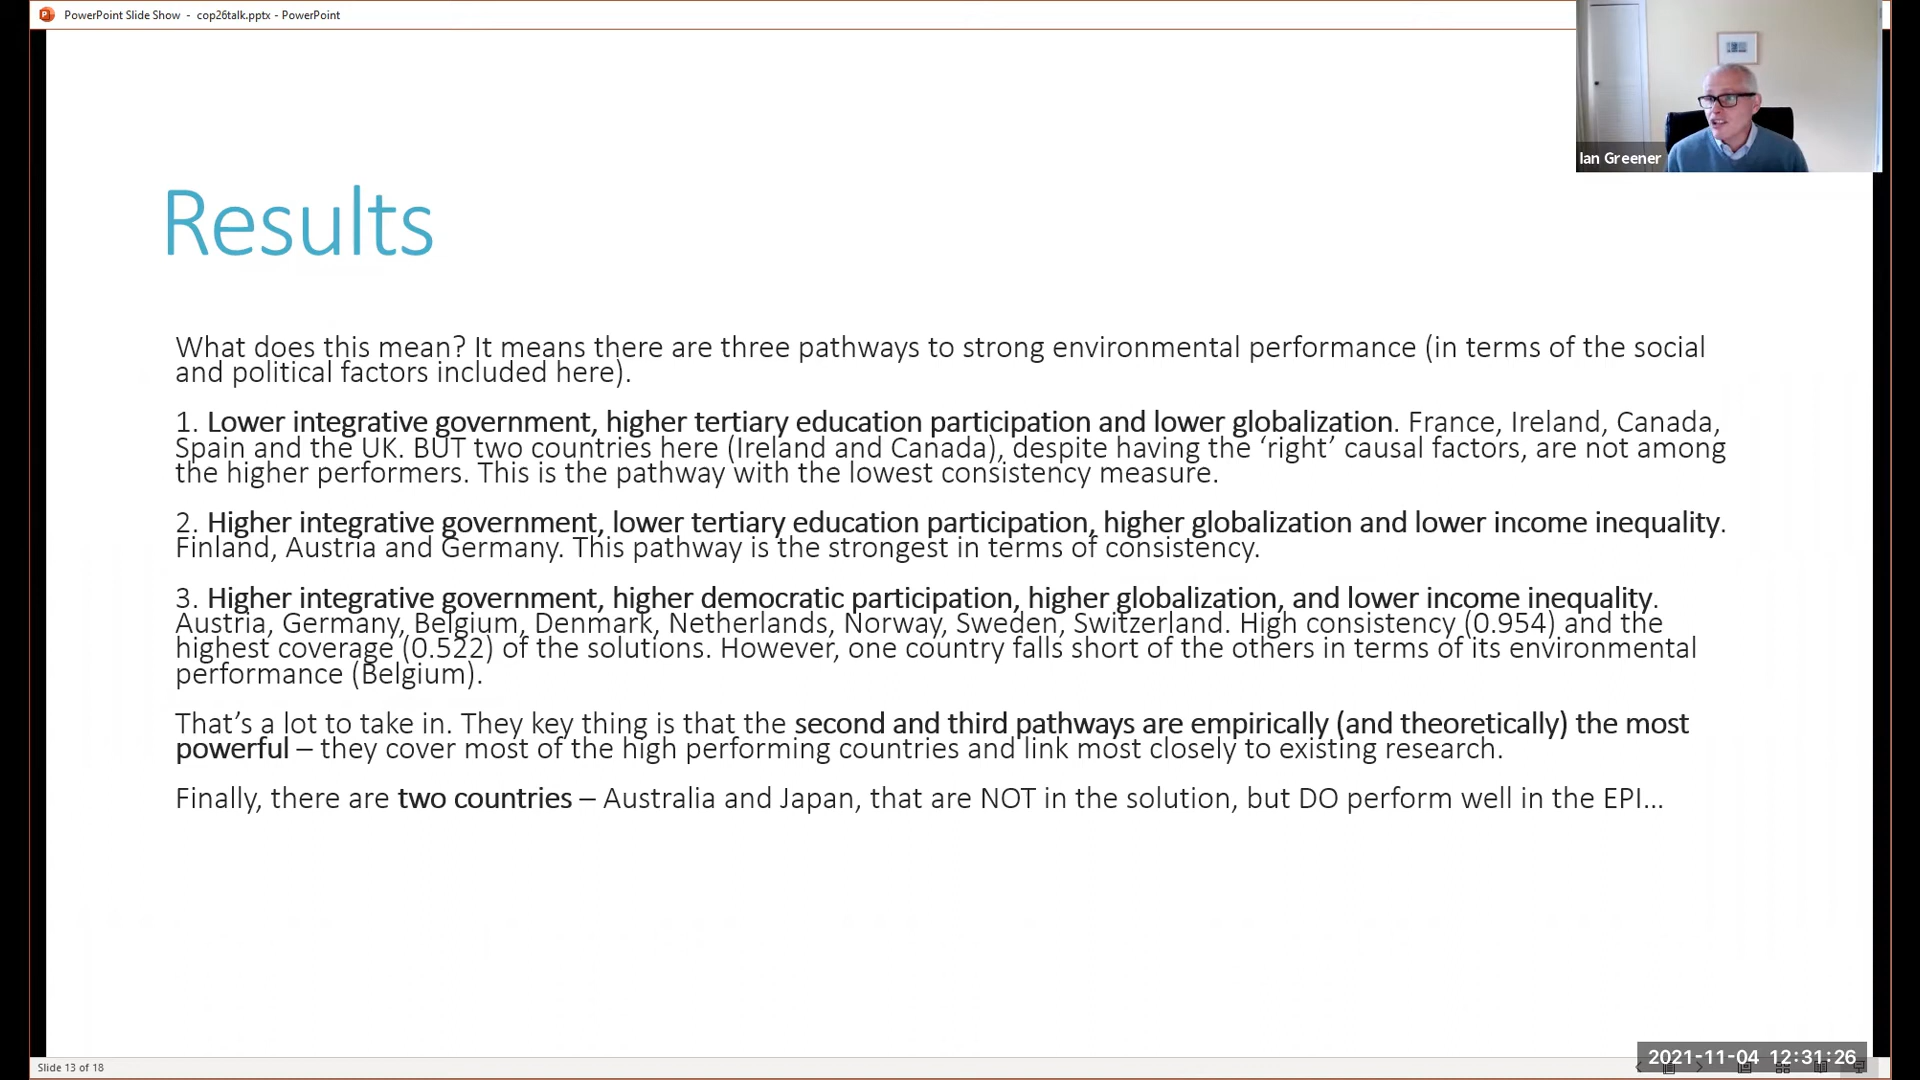 PowerPoint Slide Show - cop26talk.pptx - PowerPoint
Ian Greener
Results
What does this mean? It means there are three pathways to strong environmental performance (in terms of the social
and political factors included here).
1. Lower integrative government, higher tertiary education participation and lower globalization. France, Ireland, Canada,
Spain and the UK. BUT two countries here (Ireland and Canada), despite having the ‘right’ causal factors, are not among
the higher performers. This is the pathway with the lowest consistency measure.
2. Higher integrative government, lower tertiary education participation, higher globalization and lower income inequality.
Finland, Austria and Germany. This pathway is the strongest in terms of consistency.
3. Higher integrative government, higher democratic participation, higher globalization, and lower income inequality.
Austria, Germany, Belgium, Denmark, Netherlands, Norway, Sweden, Switzerland. High consistency (0.954) and the
highest coverage (0.522) of the solutions. However, one country falls short of the others in terms of its environmental
performance (Belgium).
That’s a lot to take in. They key thing is that the second and third pathways are empirically (and theoretically) the most
powerful – they cover most of the high performing countries and link most closely to existing research.
Finally, there are two countries – Australia and Japan, that are NOT in the solution, but DO perform well in the EPI...
Slide 13 of 18
2021-11-04 12:31:26